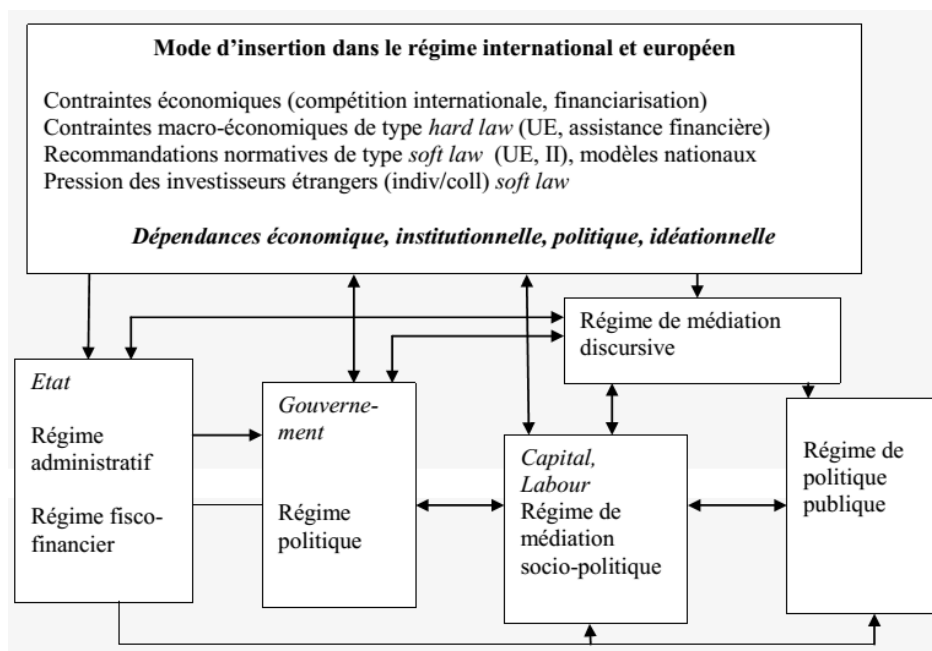 Mode d’insertion dans le régime international et européen
Contraintes économiques (compétition internationale, financiarisation)
Contraintes macro-économiques de type hard law (UE, assistance financière)
Recommandations normatives de type soft law (UE, II), modèles nationaux
Pression des investisseurs étrangers (indiv/coll) soft law
Dépendances économique, institutionnelle, politique, idéationnelle
Régime de médiation
discursive
Etat
Régime
administratif
Régime fisco-
financier
Gouverne-
ment
Régime
politique
Capital,
Labour
Régime de
médiation
socio-politique
Régime de
politique
publique